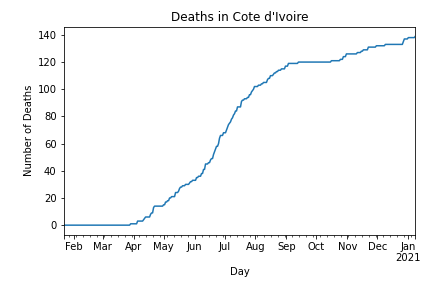 Deaths in Cote d'Ivoire
140
120
100
80
60
40
20
0
Number of Deaths
Feb Mar Apr May Jun Jul Aug Sep Oct Nov Dec Jan
2021
Day